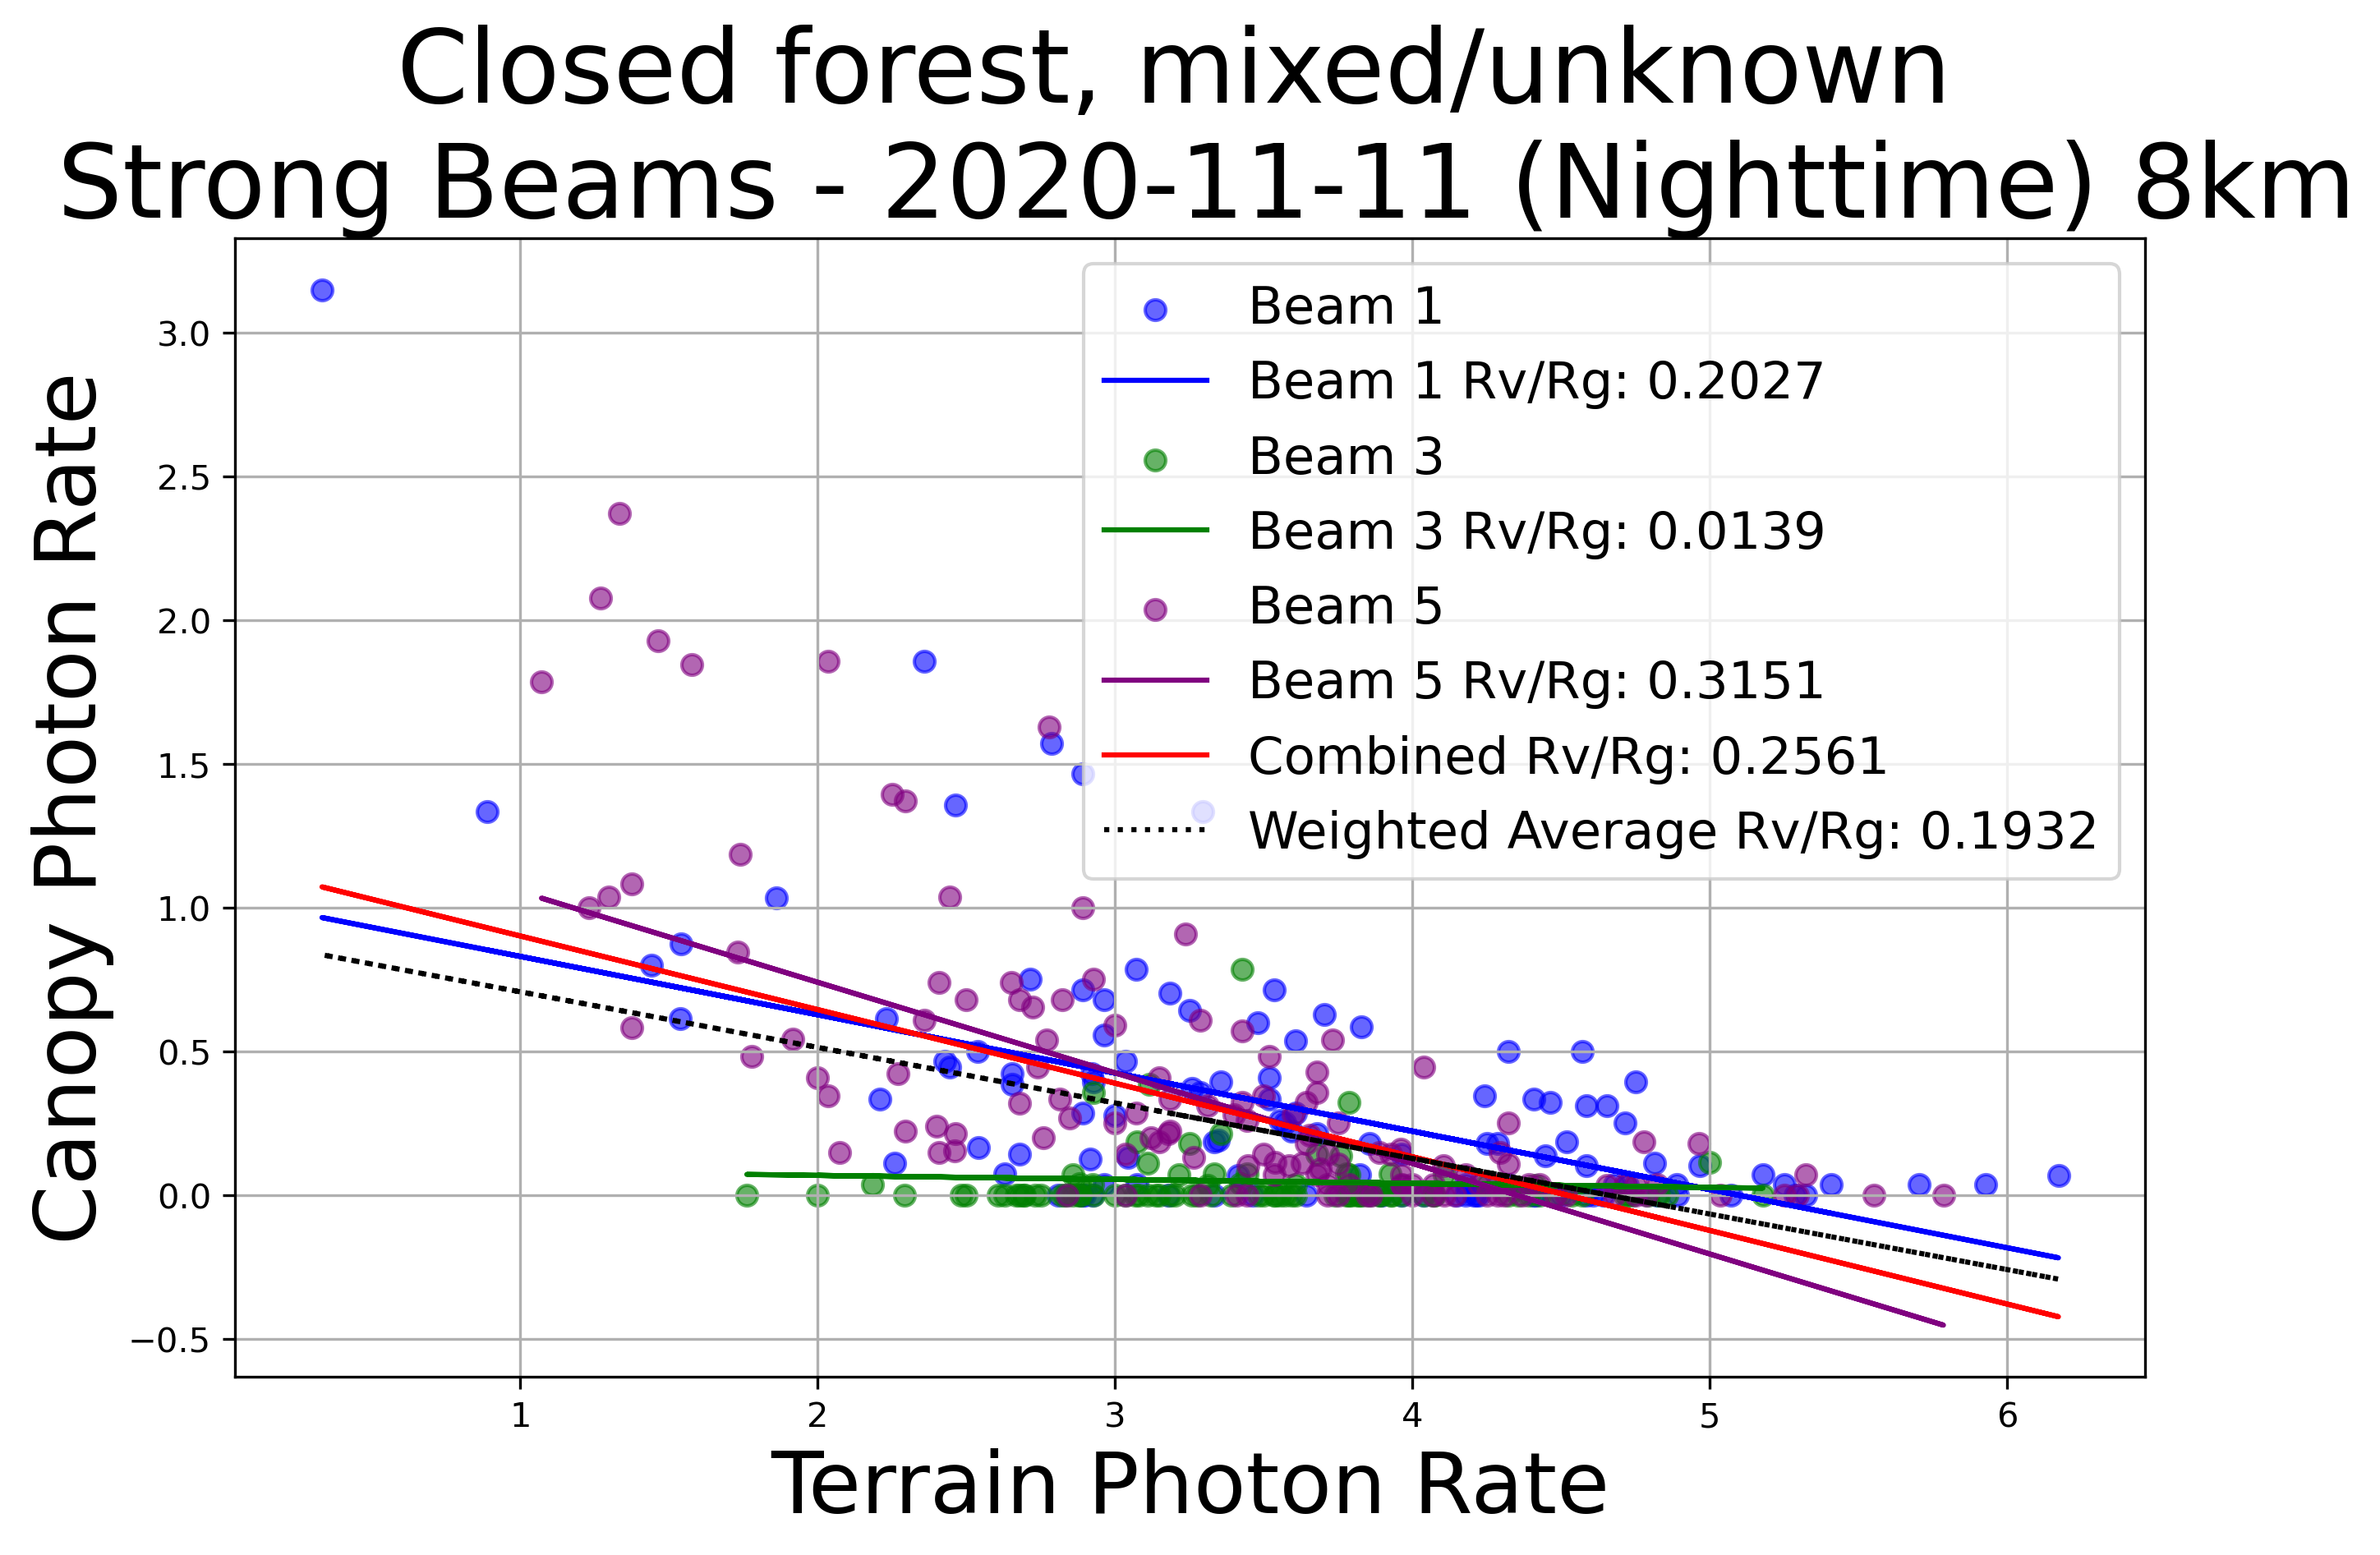 Closed forest, mixed/unknown
Strong Beams - 2020-11-11 (Nighttime) 8km
Canopy Photon Rate
3.0
2.5
2.0
1.5
1.0
0.5
0.0
−0.5
Beam 1
Beam 1 Rv/Rg: 0.2027
Beam 3
Beam 3 Rv/Rg: 0.0139
Beam 5
Beam 5 Rv/Rg: 0.3151
Combined Rv/Rg: 0.2561
Weighted Average Rv/Rg: 0.1932
1 2 3 4 5 6
Terrain Photon Rate